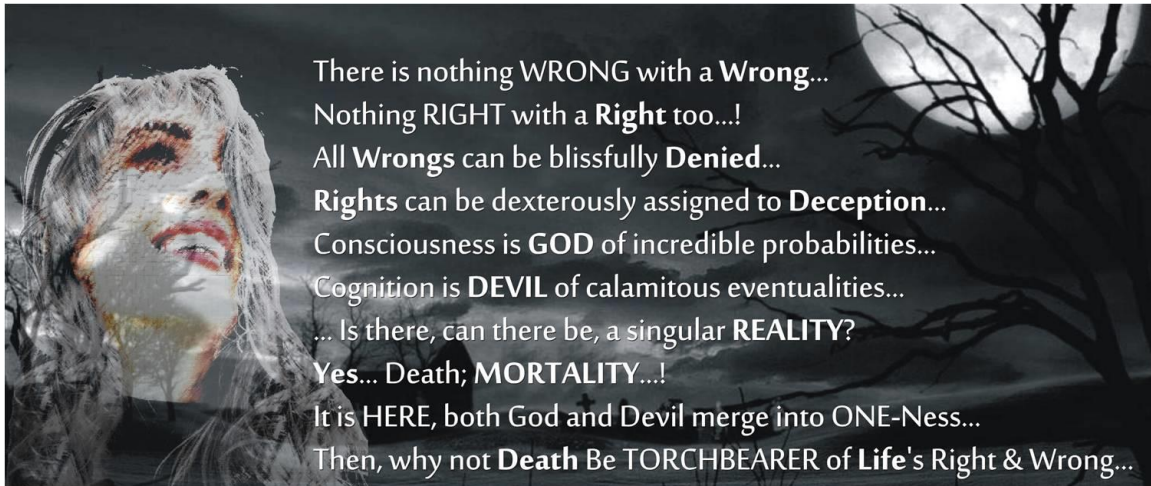 There is nothing WRONG with a Wrong...
Nothing RIGHT with a Right too...!
All Wrongs can be blissfully Denied...
Rights can be dexterously assigned to Deception...
Consciousness is GOD of incredible probabilities...
Cognition is DEVIL of calamitous eventualities...
... Is there, can there be, a singular REALITY?
Yes... Death; MORTALITY...!
It is HERE, both God and Devil merge into ONE-Ness...
Then, why not Death Be TORCHBEARER of Life's Right & Wrong...